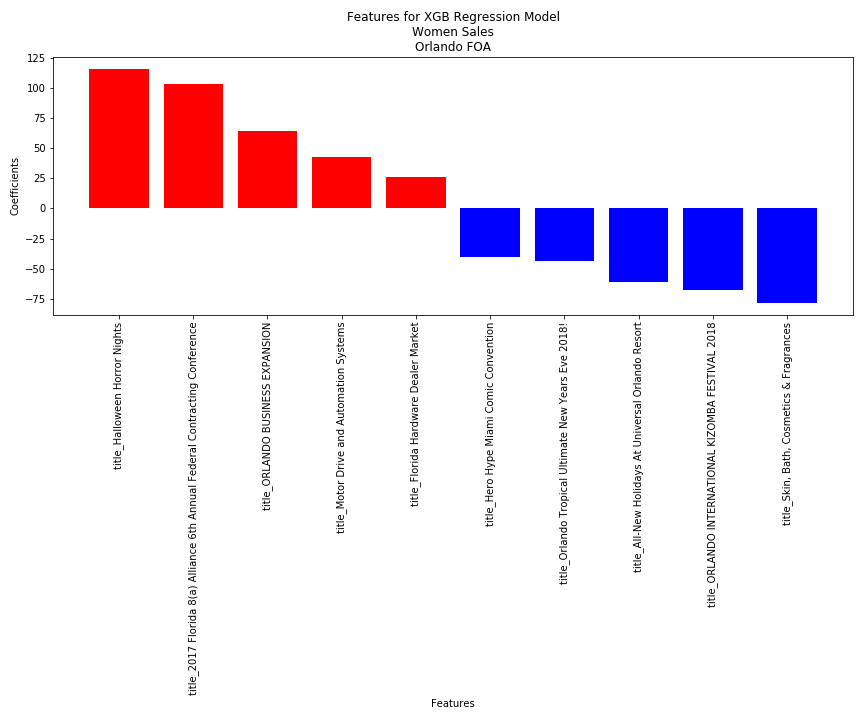 Features for XGB Regression Model
Women Sales
Orlando FOA
Coefficients
125
100
75
50
25
0
−25
−50
−75
title_Halloween Horror Nights
title_2017 Florida 8(a) Alliance 6th Annual Federal Contracting Conference
title_ORLANDO BUSINESS EXPANSION
title_Motor Drive and Automation Systems
title_Florida Hardware Dealer Market
title_Hero Hype Miami Comic Convention
title_Orlando Tropical Ultimate New Years Eve 2018!
title_All-New Holidays At Universal Orlando Resort
title_ORLANDO INTERNATIONAL KIZOMBA FESTIVAL 2018
title_Skin, Bath, Cosmetics & Fragrances
Features